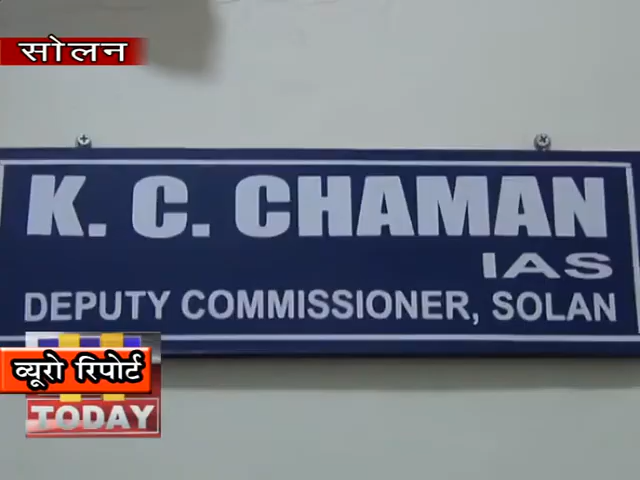 सोलन
K. C. CHAMAN
IAS
DEPUTY COMMISSIONER, SOLAN
ब्यूरो रिपोर्ट
TODAY